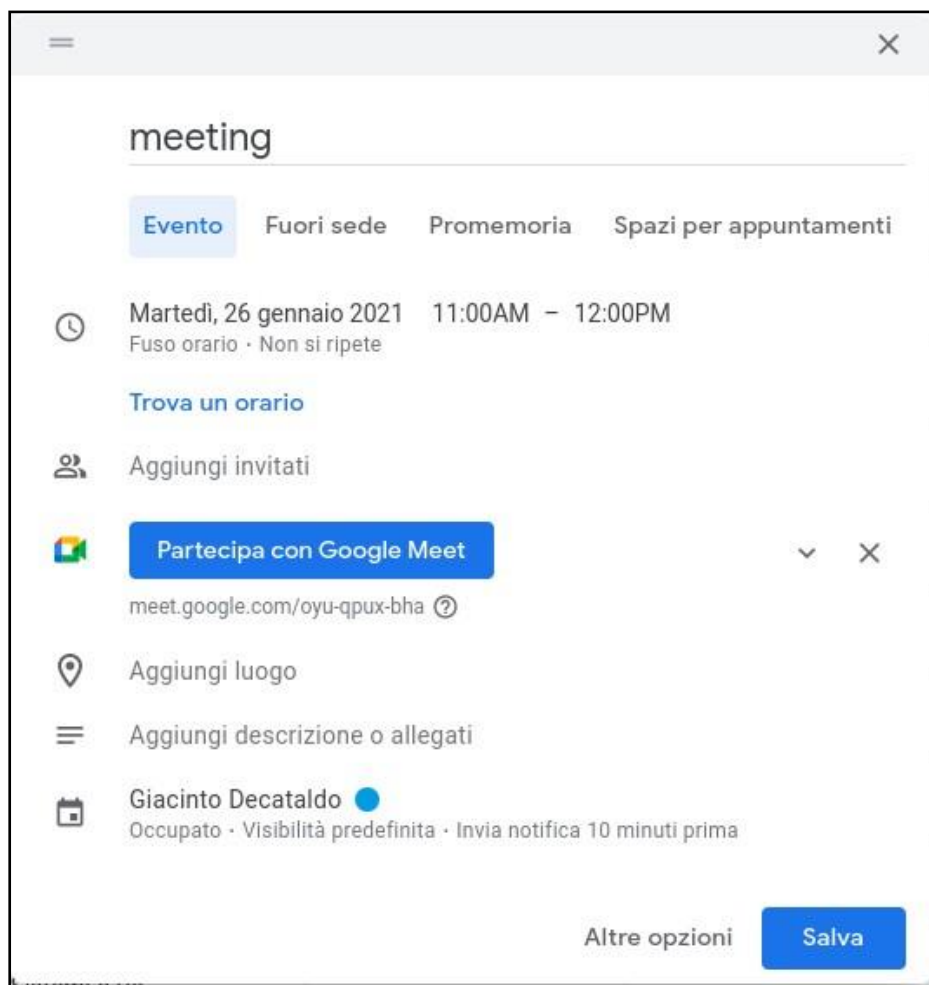 meeting
Evento Fuori sede Promemoria Spazi per appuntamenti
Martedì, 26 gennaio 2021 11:00AM – 12:00PM
Fuso orario · Non si ripete
Trova un orario
Aggiungi invitati
Partecipa con Google Meet
meet.google.com/oyu-qpux-bha
Aggiungi luogo
Aggiungi descrizione o allegati
Giacinto Decataldo
Occupato · Visibilità predefinita · Invia notifica 10 minuti prima
Altre opzioni Salva